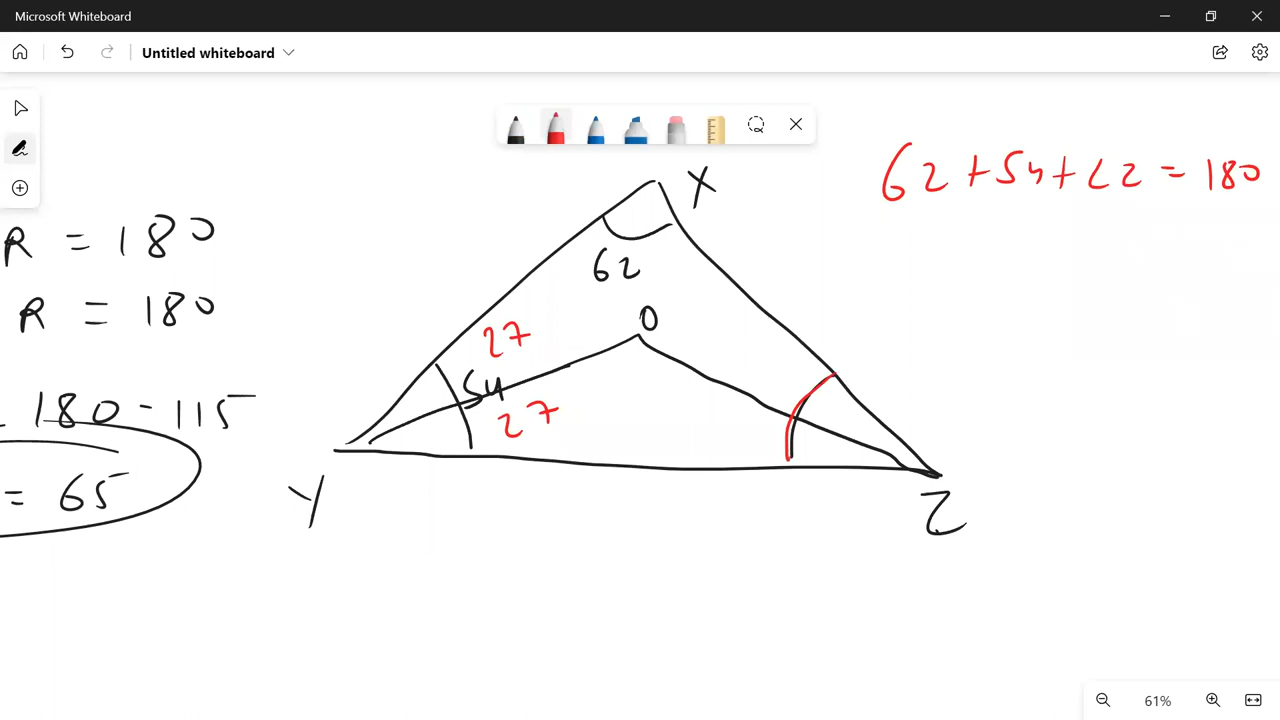 Microsoft Whiteboard
Untitled whiteboard
62 + 54 + ∠Z = 180
X
R = 180
62
R = 180
O
27
54
180 - 115
27
= 65
Y
Z
61%